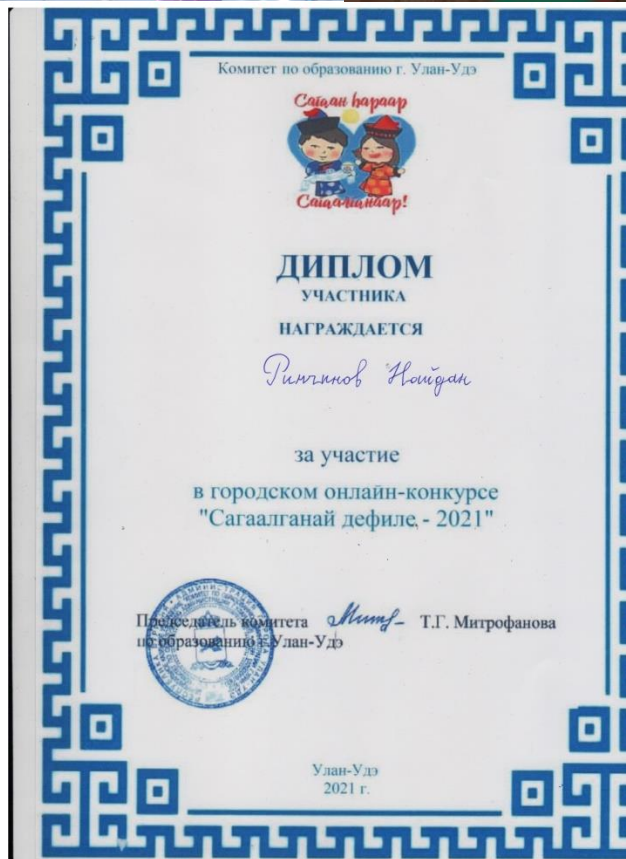 Комитет по образованию г. Улан-Удэ
Сагаан һараар
Сагаалганаар!
ДИПЛОМ
УЧАСТНИКА
НАГРАЖДАЕТСЯ
Ринчинов Найдан
за участие
в городском онлайн-конкурсе
"Сагаалганай дефиле - 2021"
Председатель комитета Т.Г. Митрофанова
по образованию г.Улан-Удэ
Улан-Удэ
2021 г.